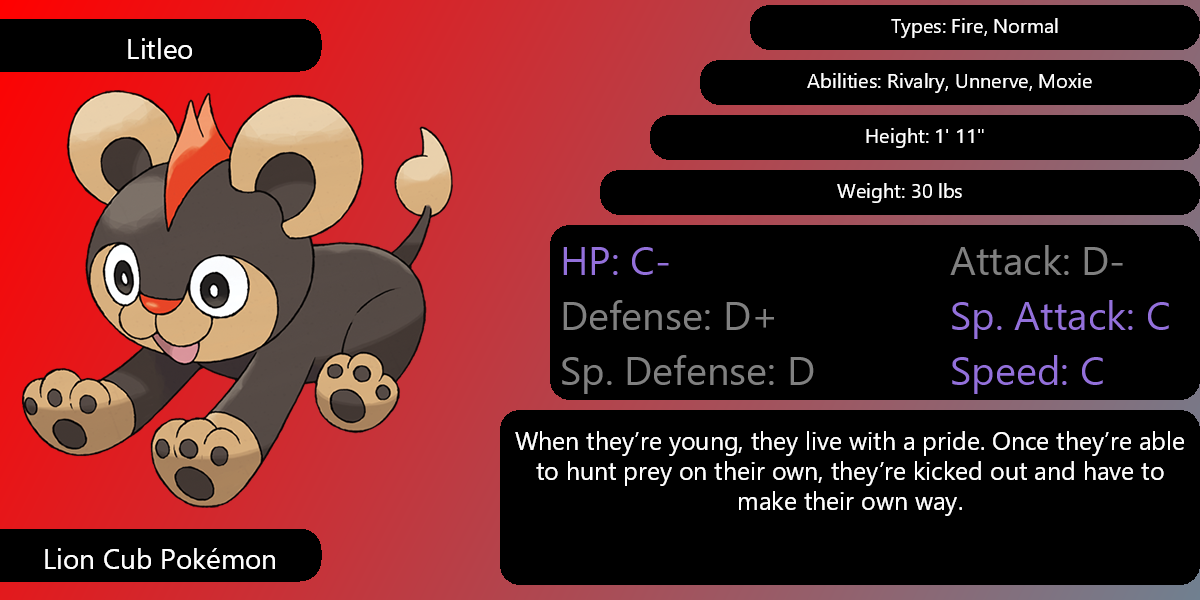 Litleo
Types: Fire, Normal
Abilities: Rivalry, Unnerve, Moxie
Height: 1' 11"
Weight: 30 lbs
HP: C-
Attack: D-
Defense: D+
Sp. Attack: C
Sp. Defense: D
Speed: C
When they’re young, they live with a pride. Once they’re able
to hunt prey on their own, they’re kicked out and have to
make their own way.
Lion Cub Pokémon